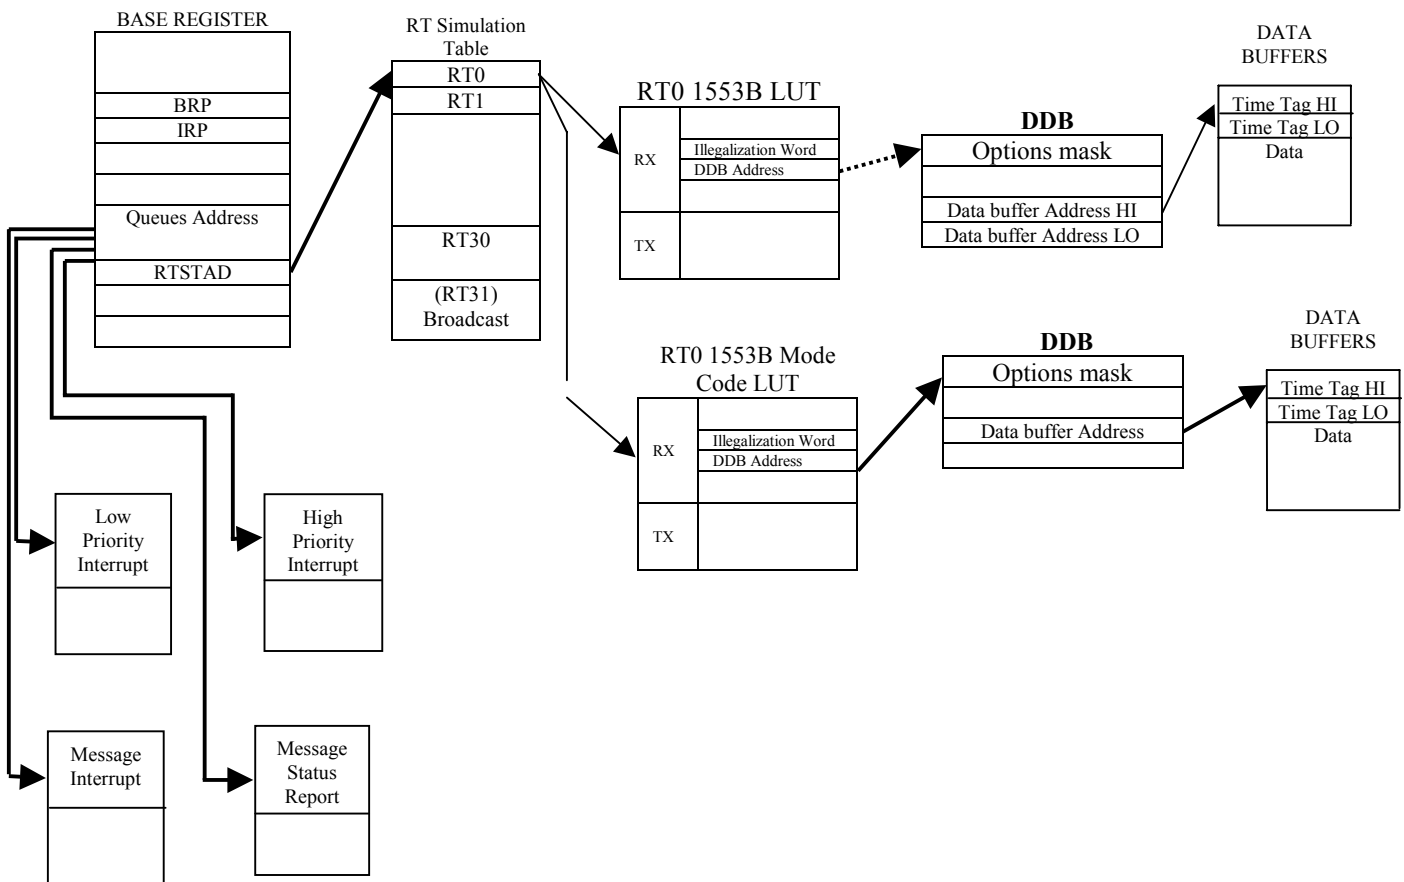 BASE REGISTER
BRP
IRP
Queues Address
RTSTAD
RT Simulation
Table
RT0
RT1
RT30
(RT31)
Broadcast
RT0 1553B LUT
RX
Illegalization Word
DDB Address
TX
DDB
Options mask
Data buffer Address HI
Data buffer Address LO
DATA
BUFFERS
Time Tag HI
Time Tag LO
Data
RT0 1553B Mode
Code LUT
RX
Illegalization Word
DDB Address
TX
DDB
Options mask
Data buffer Address
DATA
BUFFERS
Time Tag HI
Time Tag LO
Data
Low
Priority
Interrupt
High
Priority
Interrupt
Message
Interrupt
Message
Status
Report